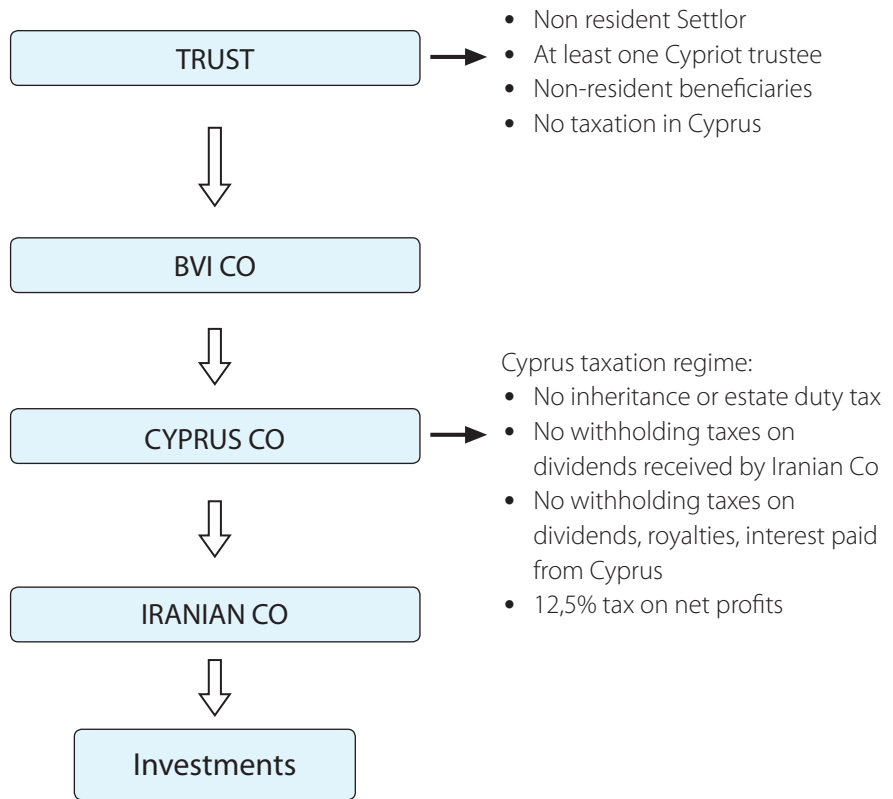 TRUST
• Non resident Settlor
• At least one Cypriot trustee
• Non-resident beneficiaries
• No taxation in Cyprus
BVI CO
CYPRUS CO
Cyprus taxation regime:
• No inheritance or estate duty tax
• No withholding taxes on
dividends received by Iranian Co
• No withholding taxes on
dividends, royalties, interest paid
from Cyprus
• 12,5% tax on net profits
IRANIAN CO
Investments